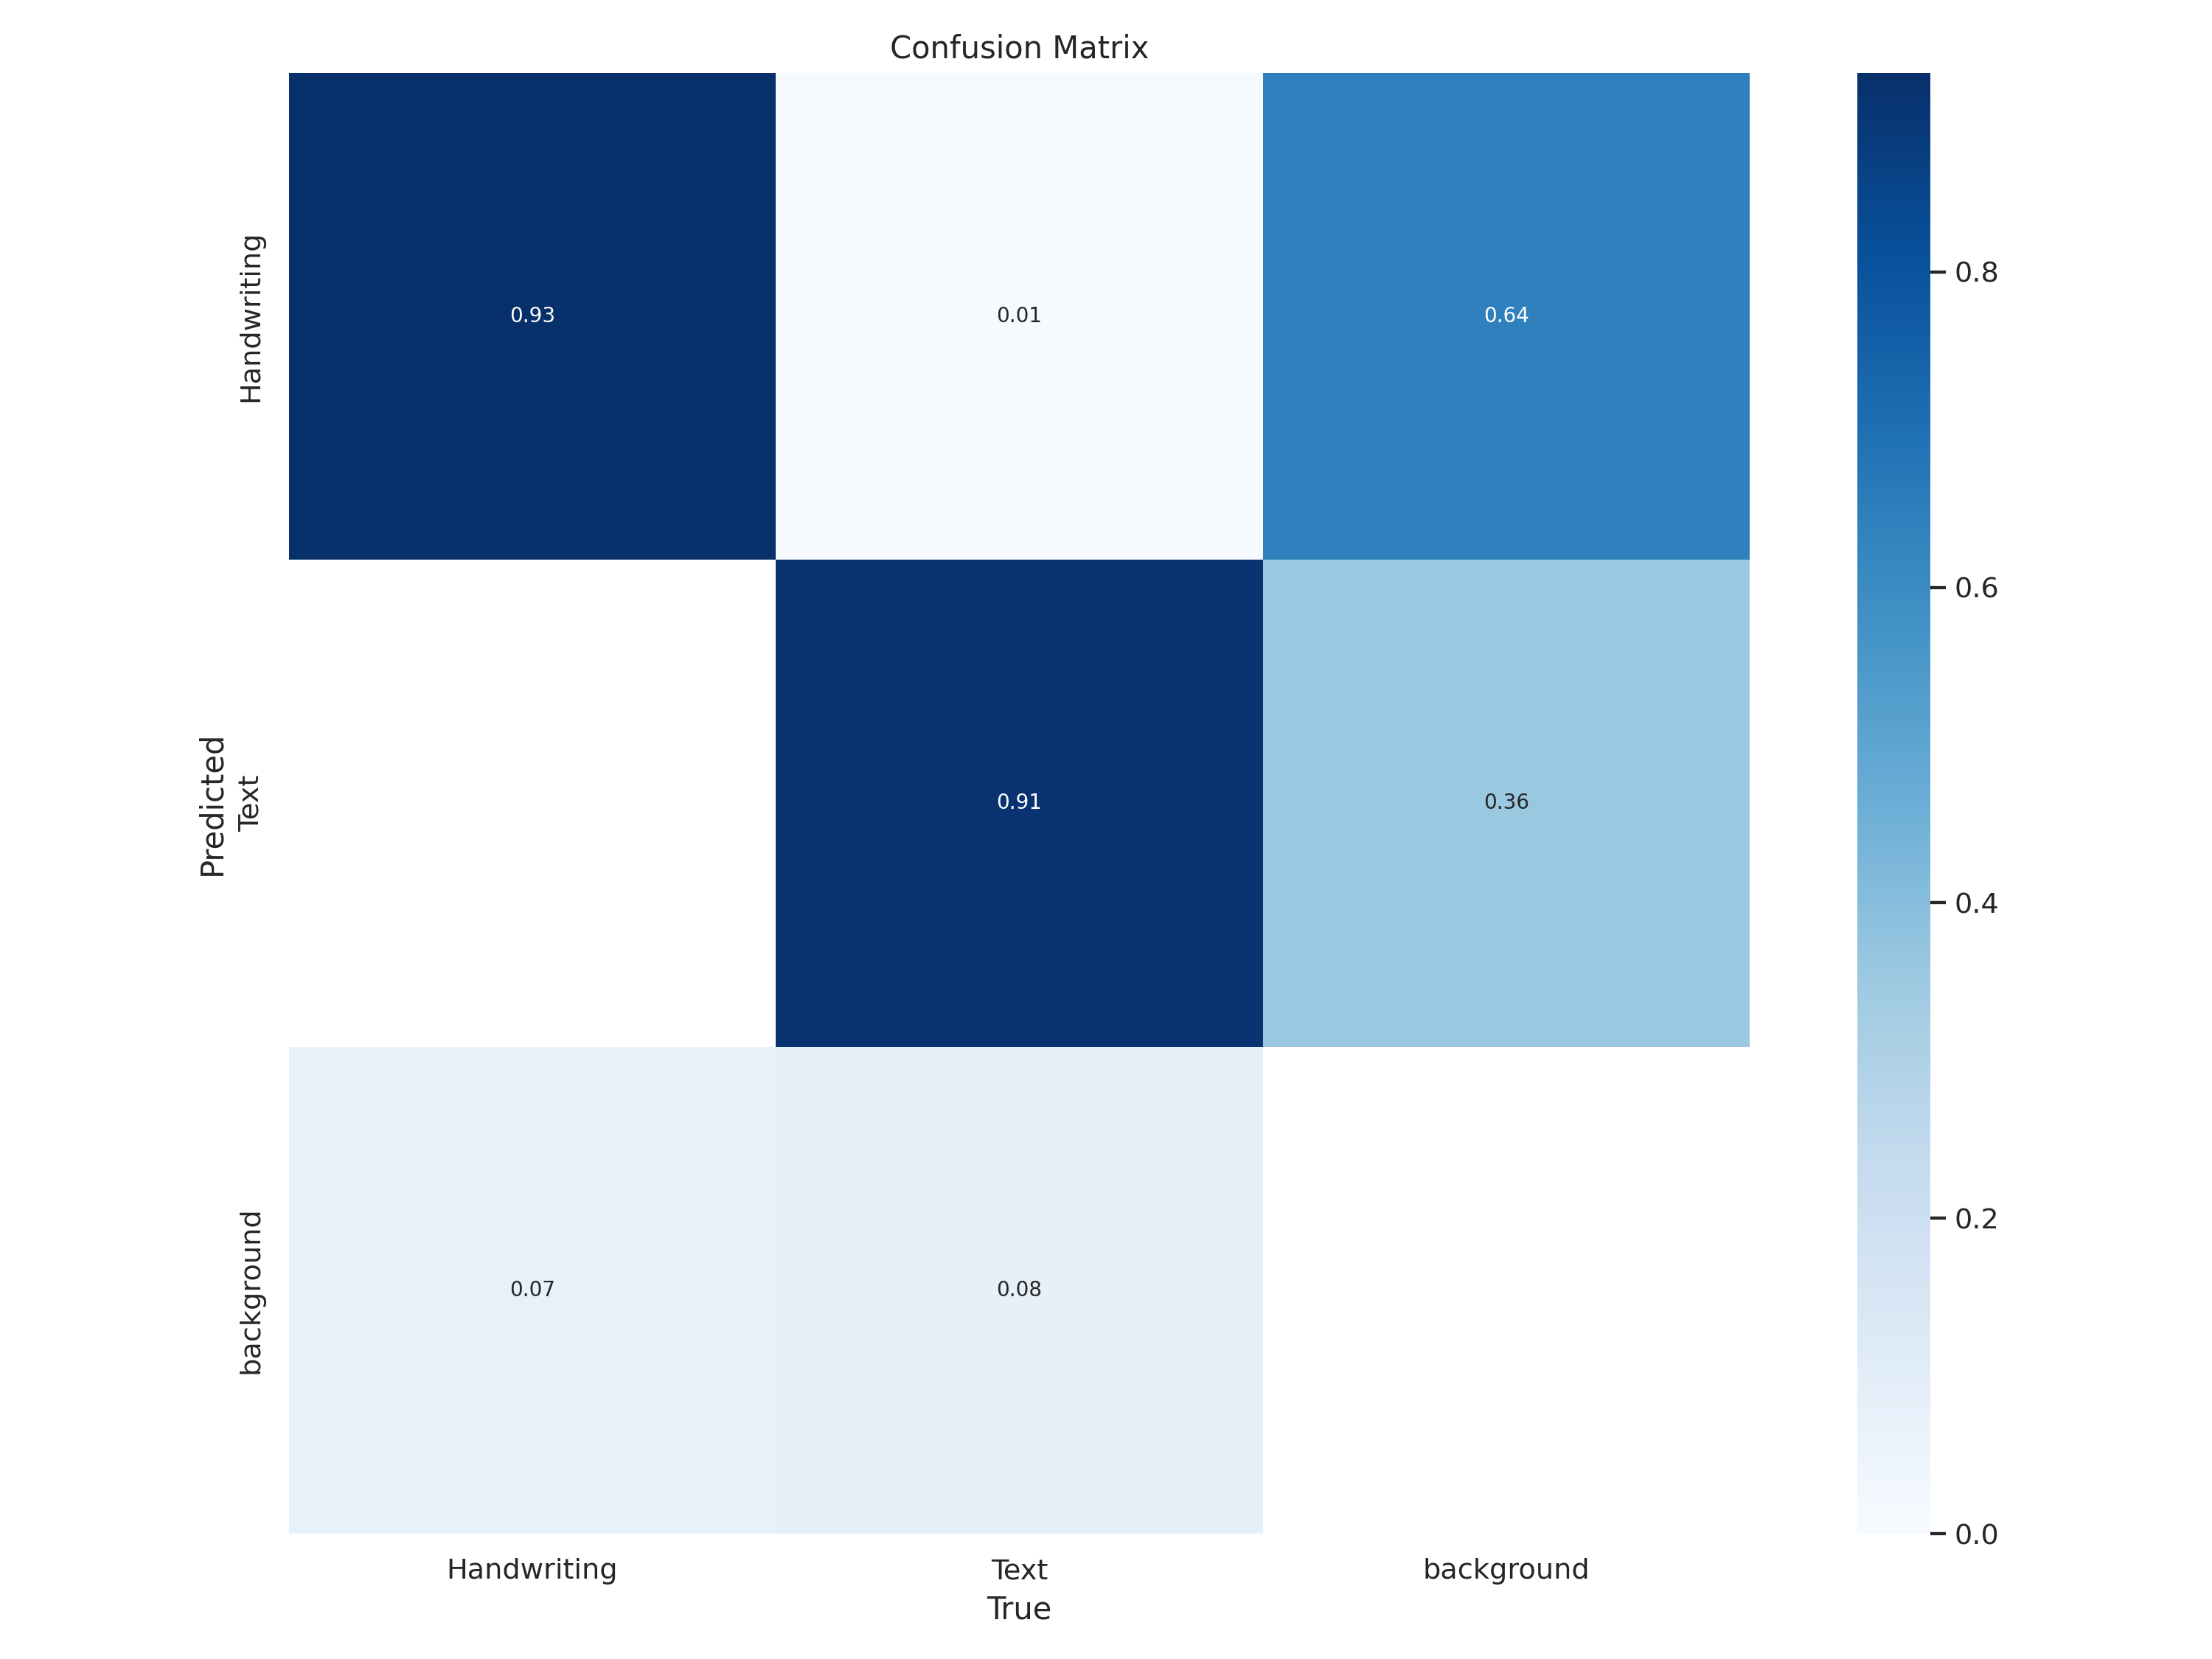 Confusion Matrix
Handwriting
0.93
0.01
0.64
0.8
0.6
Predicted
Text
0.91
0.36
0.4
background
0.07
0.08
0.2
0.0
Handwriting
Text
background
True